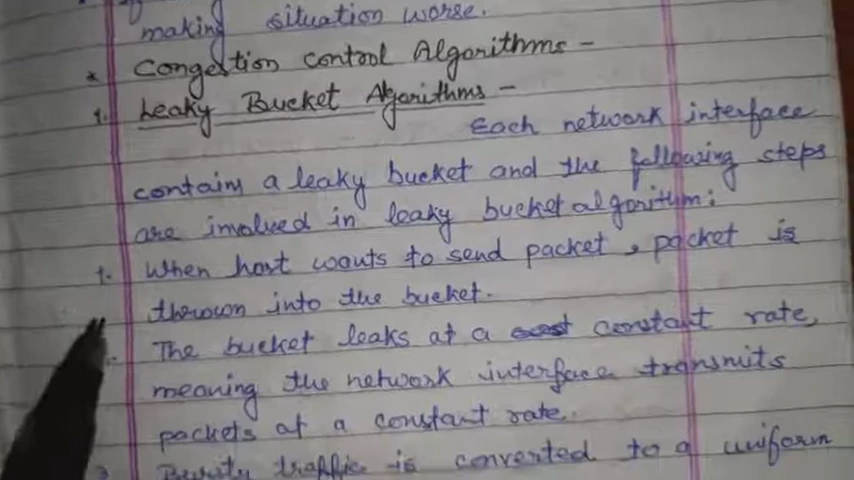 making situation worse.
* Congestion control Algorithms -
1. Leaky Bucket Algorithms -
Each network interface
contains a leaky bucket and the following steps
are involved in leaky bucket algorithm:
1. When host wants to send packet, packet is
thrown into the bucket.
The bucket leaks at a constant rate,
meaning the network interface transmits
packets at a constant rate.
3. traffic is converted to a uniform